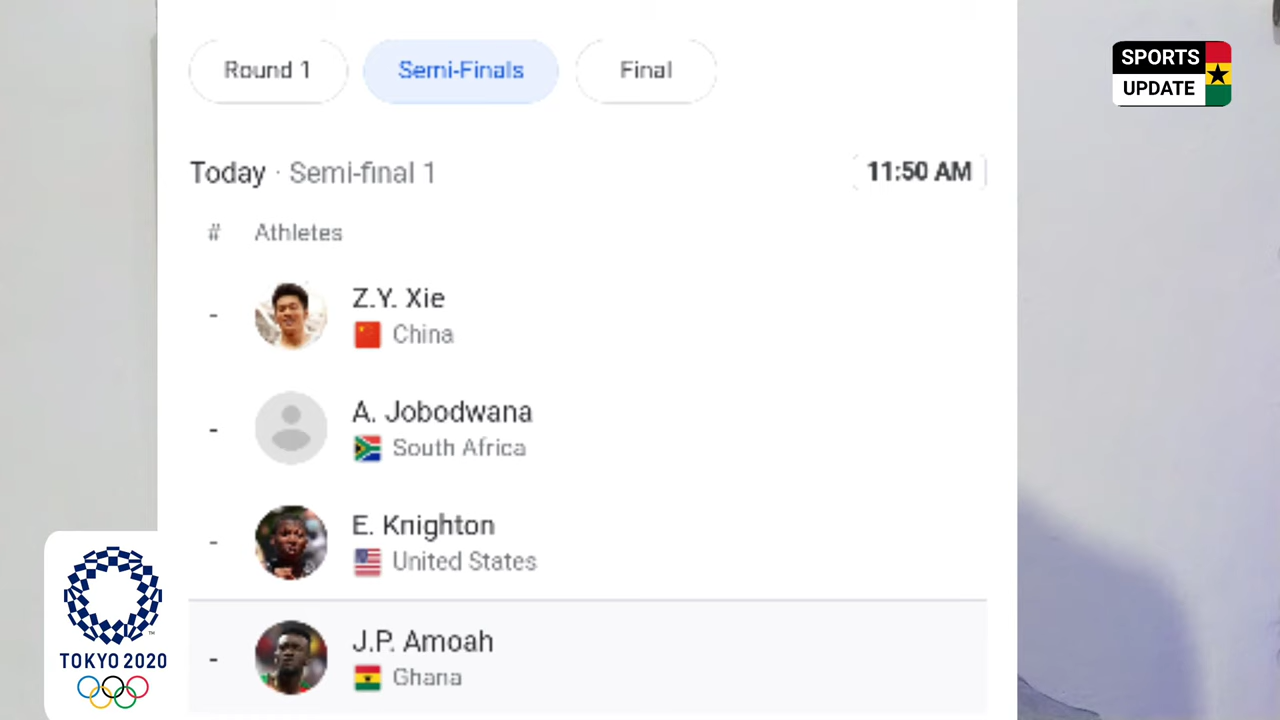 Round 1
Semi-Finals
Final
SPORTS
UPDATE
Today · Semi-final 1
11:50 AM
# Athletes
- Z.Y. Xie
China
- A. Jobodwana
South Africa
- E. Knighton
United States
- J.P. Amoah
Ghana
TOKYO 2020